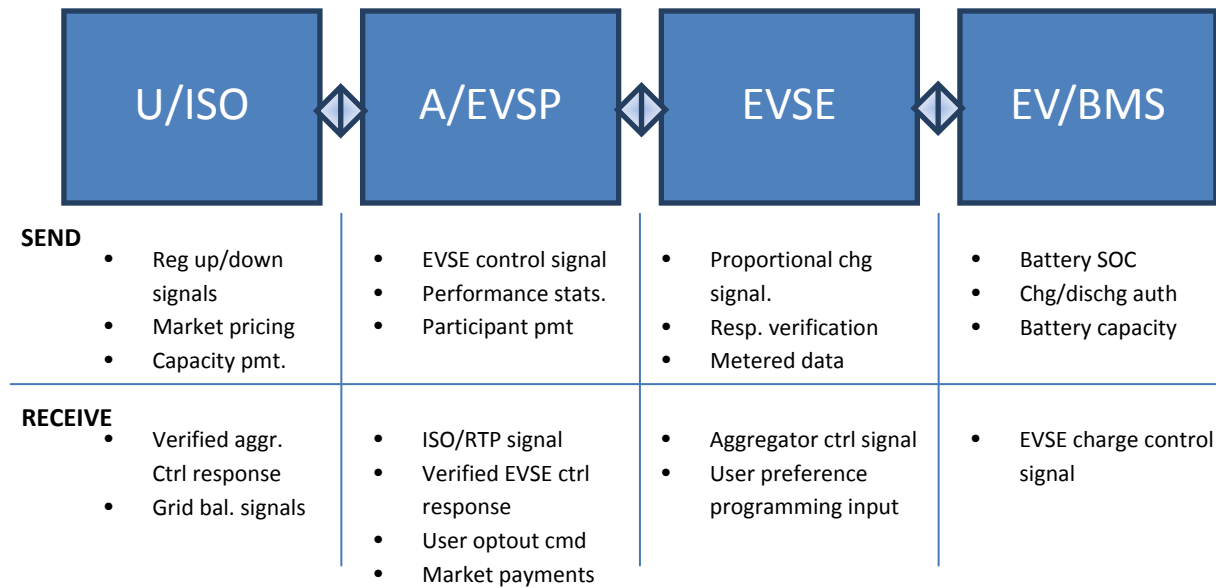 U/ISO
A/EVSP
EVSE
EV/BMS
SEND
• Reg up/down
signals
• Market pricing
• Capacity pmt.
• EVSE control signal
• Performance stats.
• Participant pmt
• Proportional chg
signal.
• Resp. verification
• Metered data
• Battery SOC
• Chg/dischg auth
• Battery capacity
RECEIVE
• Verified aggr.
Ctrl response
• Grid bal. signals
• ISO/RTP signal
• Verified EVSE ctrl
response
• User optout cmd
• Market payments
• Aggregator ctrl signal
• User preference
programming input
• EVSE charge control
signal